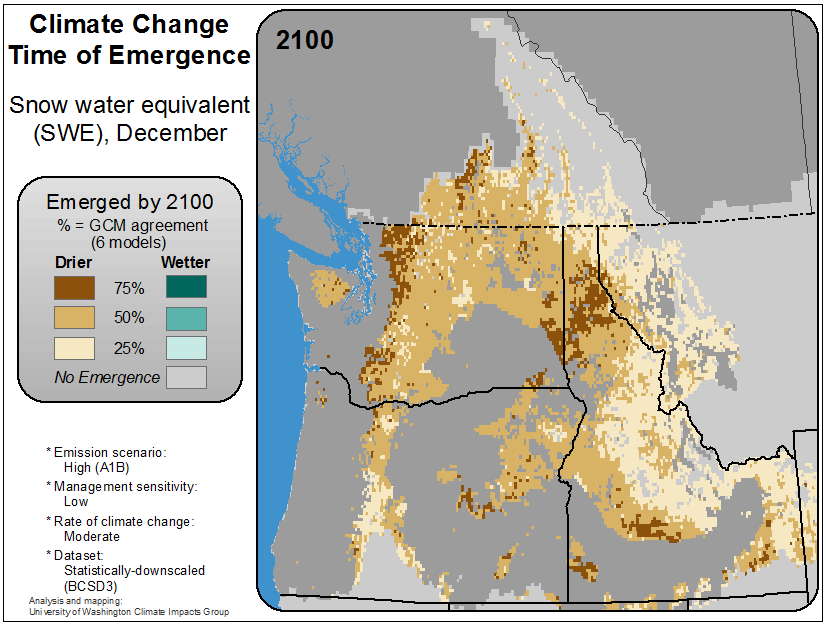 Climate Change
Time of Emergence
Snow water equivalent
(SWE), December
2100
Emerged by 2100
% = GCM agreement
(6 models)
Drier Wetter
75%
50%
25%
No Emergence
* Emission scenario:
High (A1B)
* Management sensitivity:
Low
* Rate of climate change:
Moderate
* Dataset:
Statistically-downscaled
(BCSD3)
Analysis and mapping:
University of Washington Climate Impacts Group